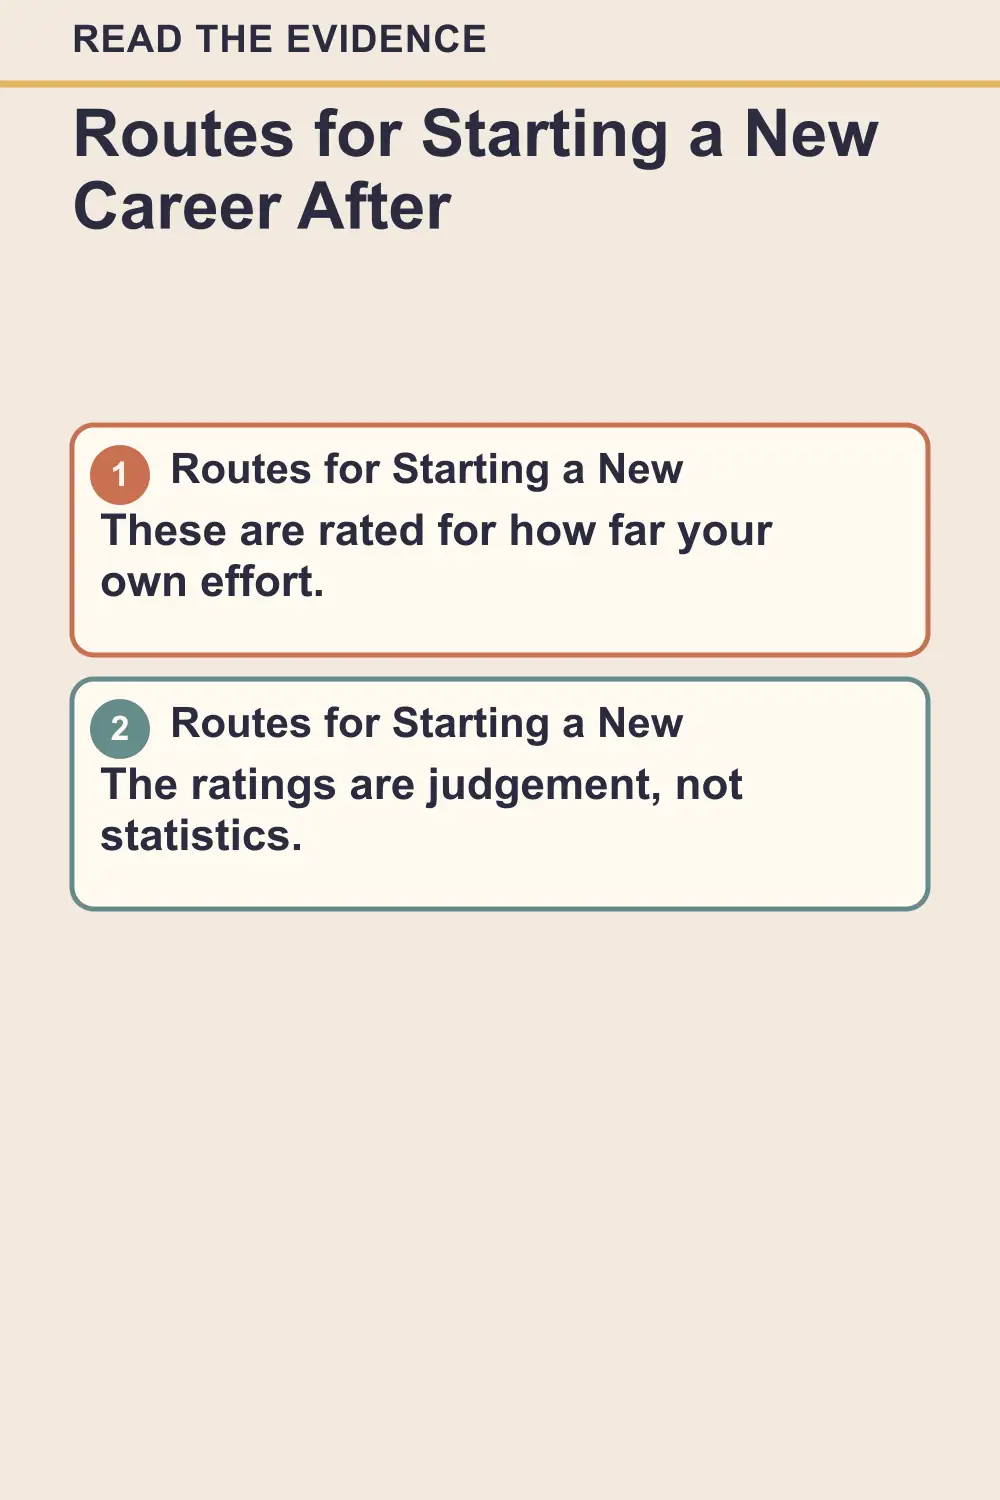 READ THE EVIDENCE
Routes for Starting a New
Career After
1
Routes for Starting a New
These are rated for how far your
own effort.
2
Routes for Starting a New
The ratings are judgement, not
statistics.